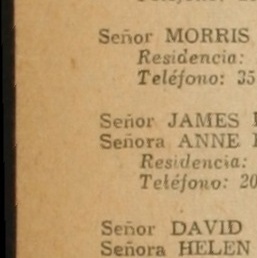 Señor MORRIS
Residencia:
Teléfono: 35
Señor JAMES
Señora ANNE
Residencia:
Teléfono: 20
Señor DAVID
Señora HELEN